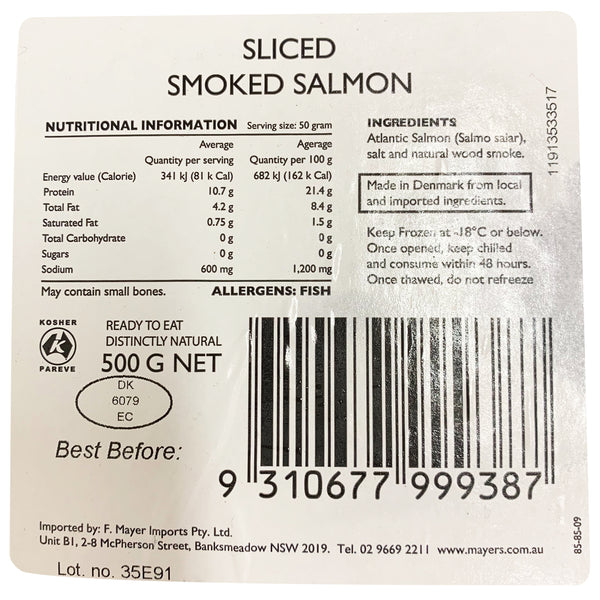 SLICED
SMOKED SALMON
NUTRITIONAL INFORMATION Serving size: 50 gram
Average Agerage
Quantity per serving Quantity per 100 g
Energy value (Calorie) 341 kJ (81 k Cal) 682 kJ (162 k Cal)
Protein 10.7 g 21.4 g
Total Fat 4.2 g 8.4 g
Saturated Fat 0.75 g 1.5 g
Total Carbohydrate 0 g 0 g
Sugars 0 g 0 g
Sodium 600 mg 1,200 mg
May contain small bones. ALLERGENS: FISH
INGREDIENTS
Atlantic Salmon (Salmo salar),
salt and natural wood smoke.
Made in Denmark from local
and imported ingredients.
Keep Frozen at -18°C or below.
Once opened, keep chilled
and consume within 48 hours.
Once thawed, do not refreeze
11913533517
KOSHER
K
PAREVE
READY TO EAT
DISTINCTLY NATURAL
500 G NET
DK
6079
EC
Best Before:
9 310677 999387
Imported by: F. Mayer Imports Pty. Ltd.
Unit B1, 2-8 McPherson Street, Banksmeadow NSW 2019. Tel. 02 9669 2211 www.mayers.com.au
85-85-09
Lot. no. 35E91